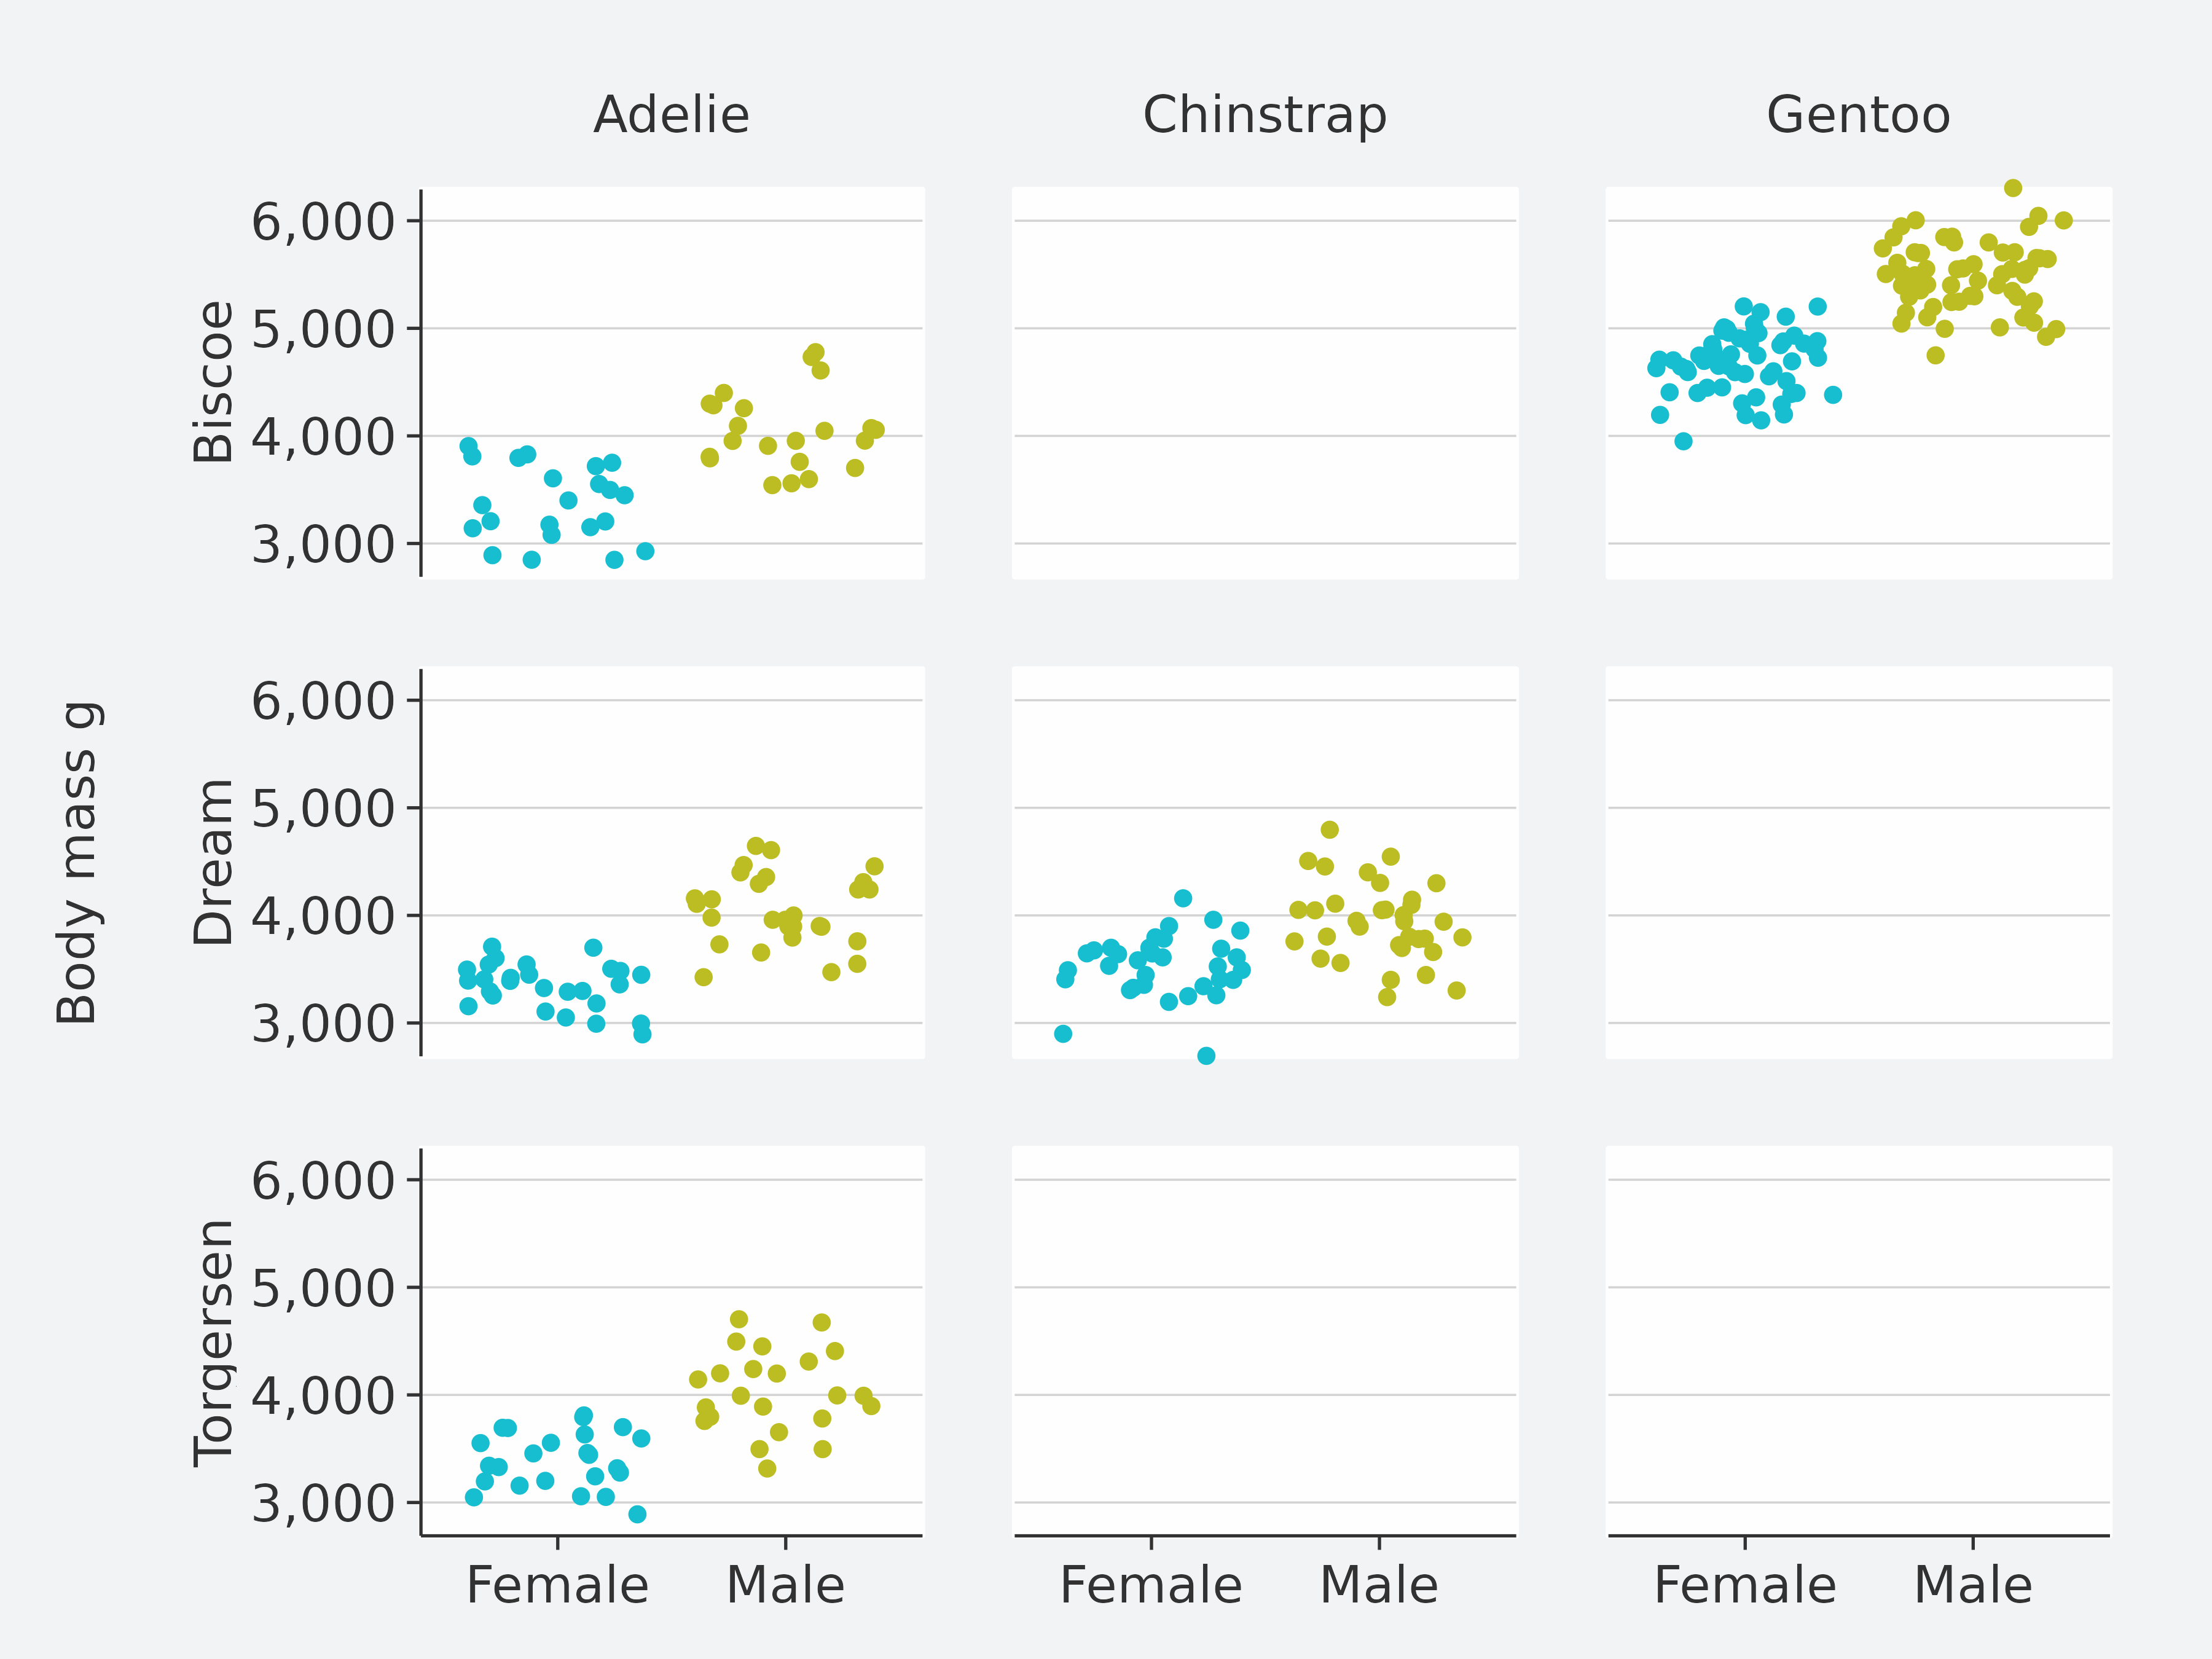 Adelie
Chinstrap
Gentoo
Body mass g
Biscoe
6,000
5,000
4,000
3,000
Dream
6,000
5,000
4,000
3,000
Torgersen
6,000
5,000
4,000
3,000
Female Male
Female Male
Female Male